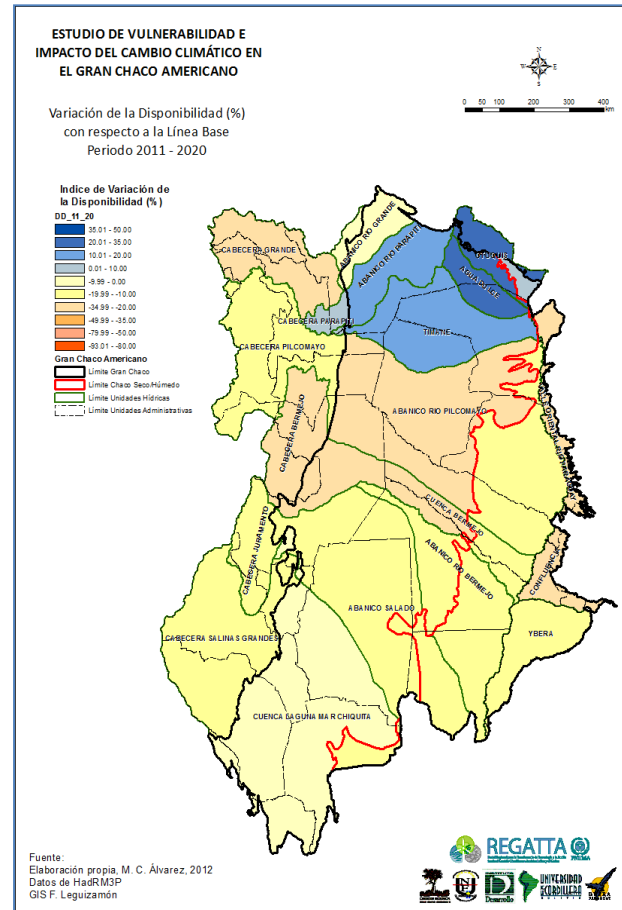 ESTUDIO DE VULNERABILIDAD E
IMPACTO DEL CAMBIO CLIMÁTICO EN
EL GRAN CHACO AMERICANO
Variación de la Disponibilidad (%)
con respecto a la Línea Base
Periodo 2011 - 2020
N
W E
S
0 50 100 200 300 400
km
Indice de Variación de
la Disponibilidad (%)
DD_11_20
35.01 - 50.00
20.01 - 35.00
10.01 - 20.00
0.01 - 10.00
-9.99 - 0.00
-19.99 - -10.00
-34.99 - -20.00
-49.99 - -35.00
-79.99 - -50.00
-93.01 - -80.00
Gran Chaco Americano
Límite Gran Chaco
Límite Chaco Seco/Húmedo
Límite Unidades Hídricas
Límite Unidades Administrativas
ABANICO RIO GRANDE
CABECERA GRANDE
ABANICO RIO PARAPITI
OTUQUIS
AGUA DULCE
CABECERA PARAPITI
TIMANE
CABECERA PILCOMAYO
ABANICO RIO PILCOMAYO
CABECERA BERMEJO
CUENCA BERMEJO
CABECERA JURAMENTO
ABANICO RIO BERMEJO
CONFLUENCIA
ABANICO SALADO
CABECERA SALINAS GRANDES
YBERA
CUENCA LAGUNA MAR CHIQUITA
REGATTA
PNUMA
Fuente:
Elaboración propia, M. C. Álvarez, 2012
Datos de HadRM3P
GIS F. Leguizamón
Desarrollo
UNIVERSIDAD